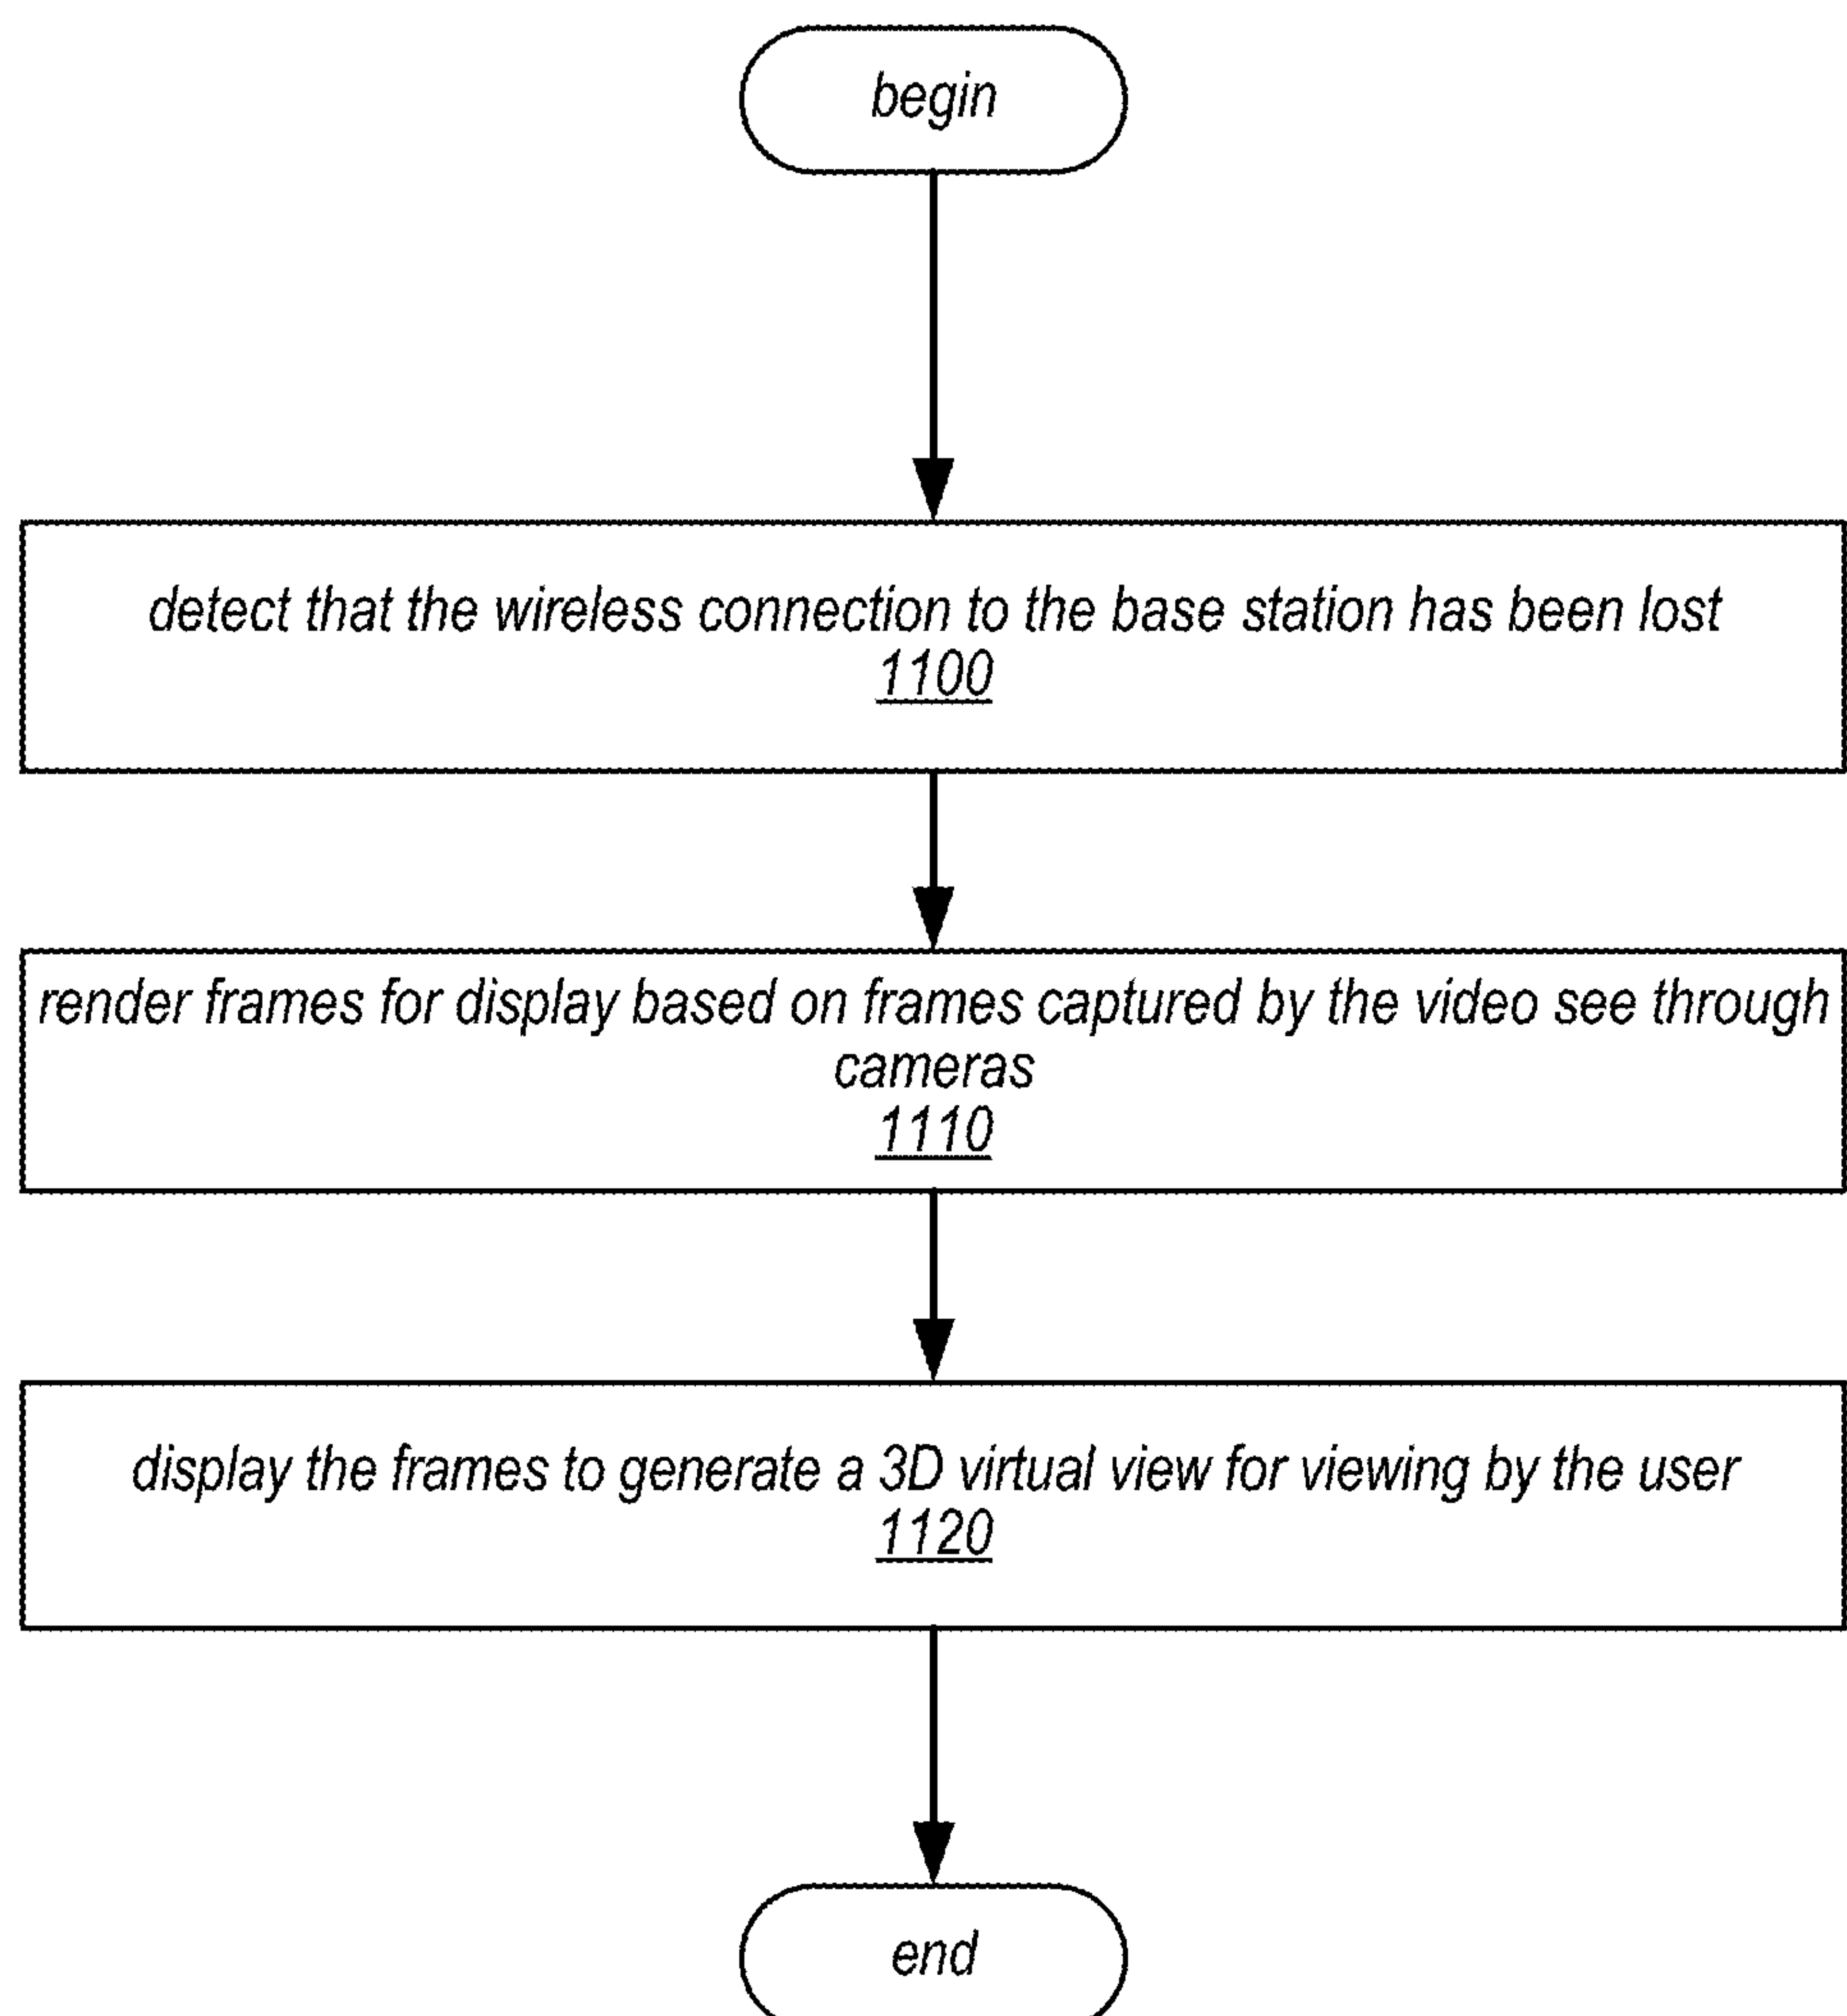 begin
detect that the wireless connection to the base station has been lost
1100
render frames for display based on frames captured by the video see through
cameras
1110
display the frames to generate a 3D virtual view for viewing by the user
1120
end